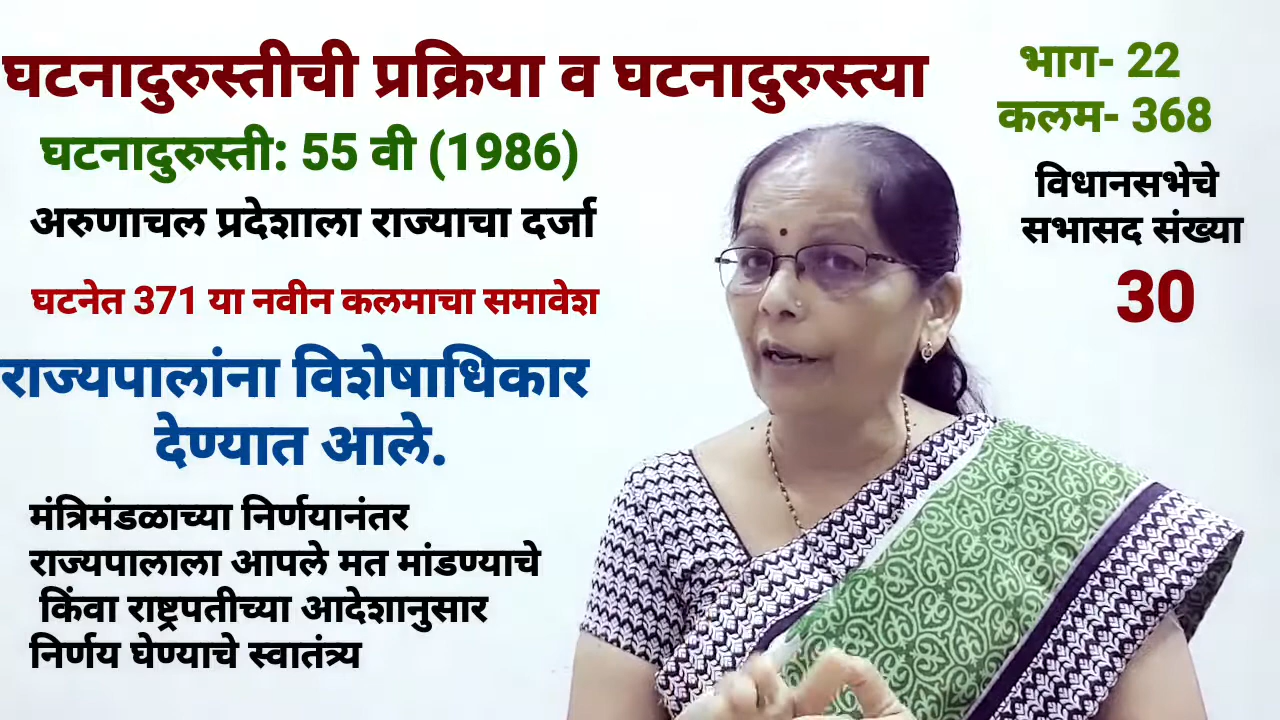 घटनादुरुस्तीची प्रक्रिया व घटनादुरुस्त्या
घटनादुरुस्ती: 55 वी (1986)
अरुणाचल प्रदेशाला राज्याचा दर्जा
घटनेत 371 या नवीन कलमाचा समावेश
राज्यपालांना विशेषाधिकार
देण्यात आले.
मंत्रिमंडळाच्या निर्णयानंतर
राज्यपालाला आपले मत मांडण्याचे
किंवा राष्ट्रपतीच्या आदेशानुसार
निर्णय घेण्याचे स्वातंत्र्य
भाग- 22
कलम- 368
विधानसभेचे
सभासद संख्या
30